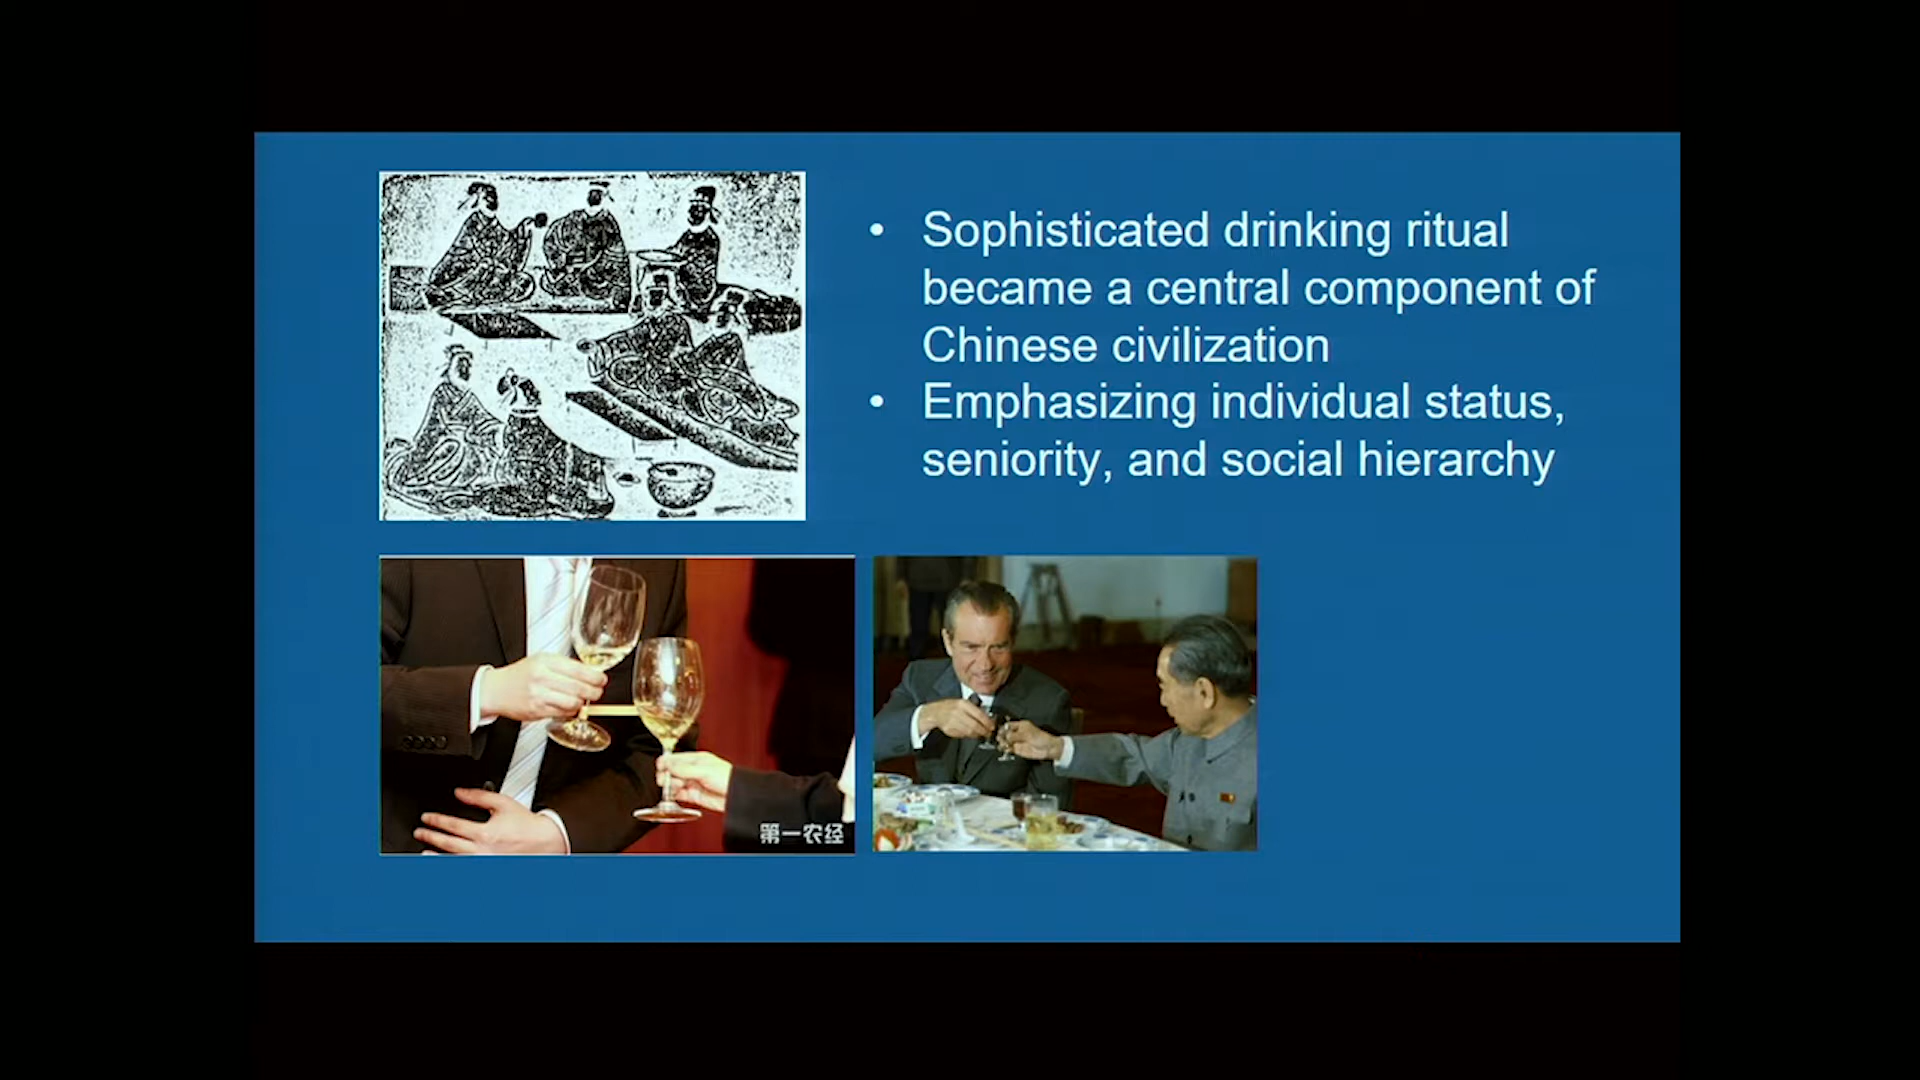 • Sophisticated drinking ritual
became a central component of
Chinese civilization
• Emphasizing individual status,
seniority, and social hierarchy
第一农经